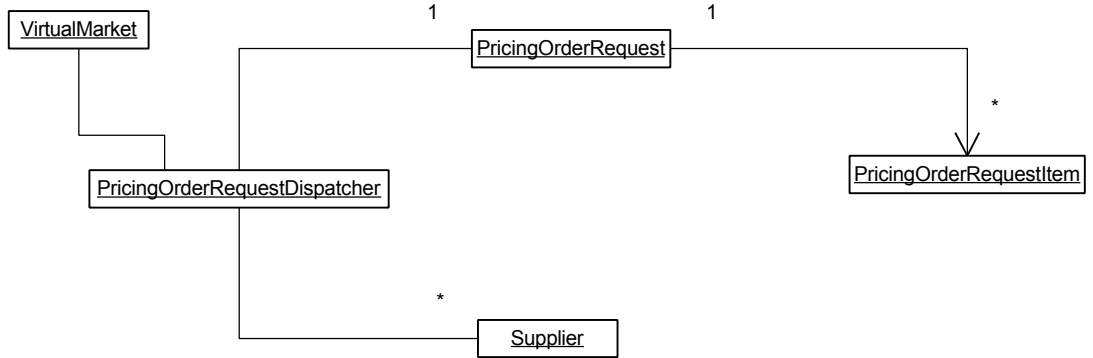 1
1
VirtualMarket
PricingOrderRequest
*
PricingOrderRequestItem
PricingOrderRequestDispatcher
*
Supplier